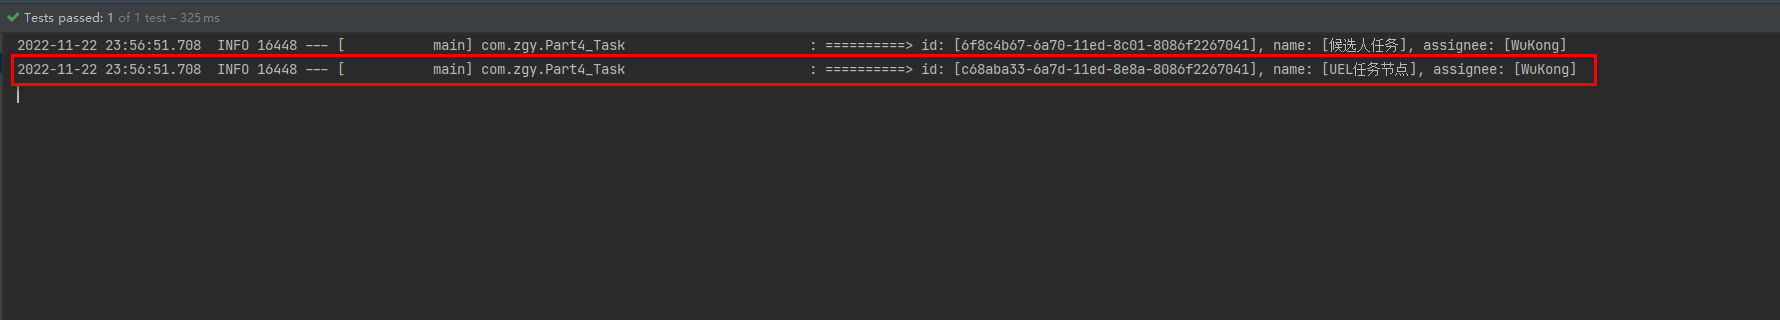 Tests passed: 1 of 1 test – 325 ms
2022-11-22 23:56:51.708  INFO 16448 --- [           main] com.zgy.Part4_Task                       : ==========> id: [6f8c4b67-6a70-11ed-8c01-8086f2267041], name: [候选人任务], assignee: [WuKong]
2022-11-22 23:56:51.708  INFO 16448 --- [           main] com.zgy.Part4_Task                       : ==========> id: [c68aba33-6a7d-11ed-8e8a-8086f2267041], name: [UEL任务节点], assignee: [WuKong]